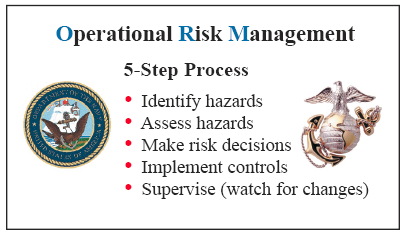 Operational Risk Management
5-Step Process
• Identify hazards
• Assess hazards
• Make risk decisions
• Implement controls
• Supervise (watch for changes)